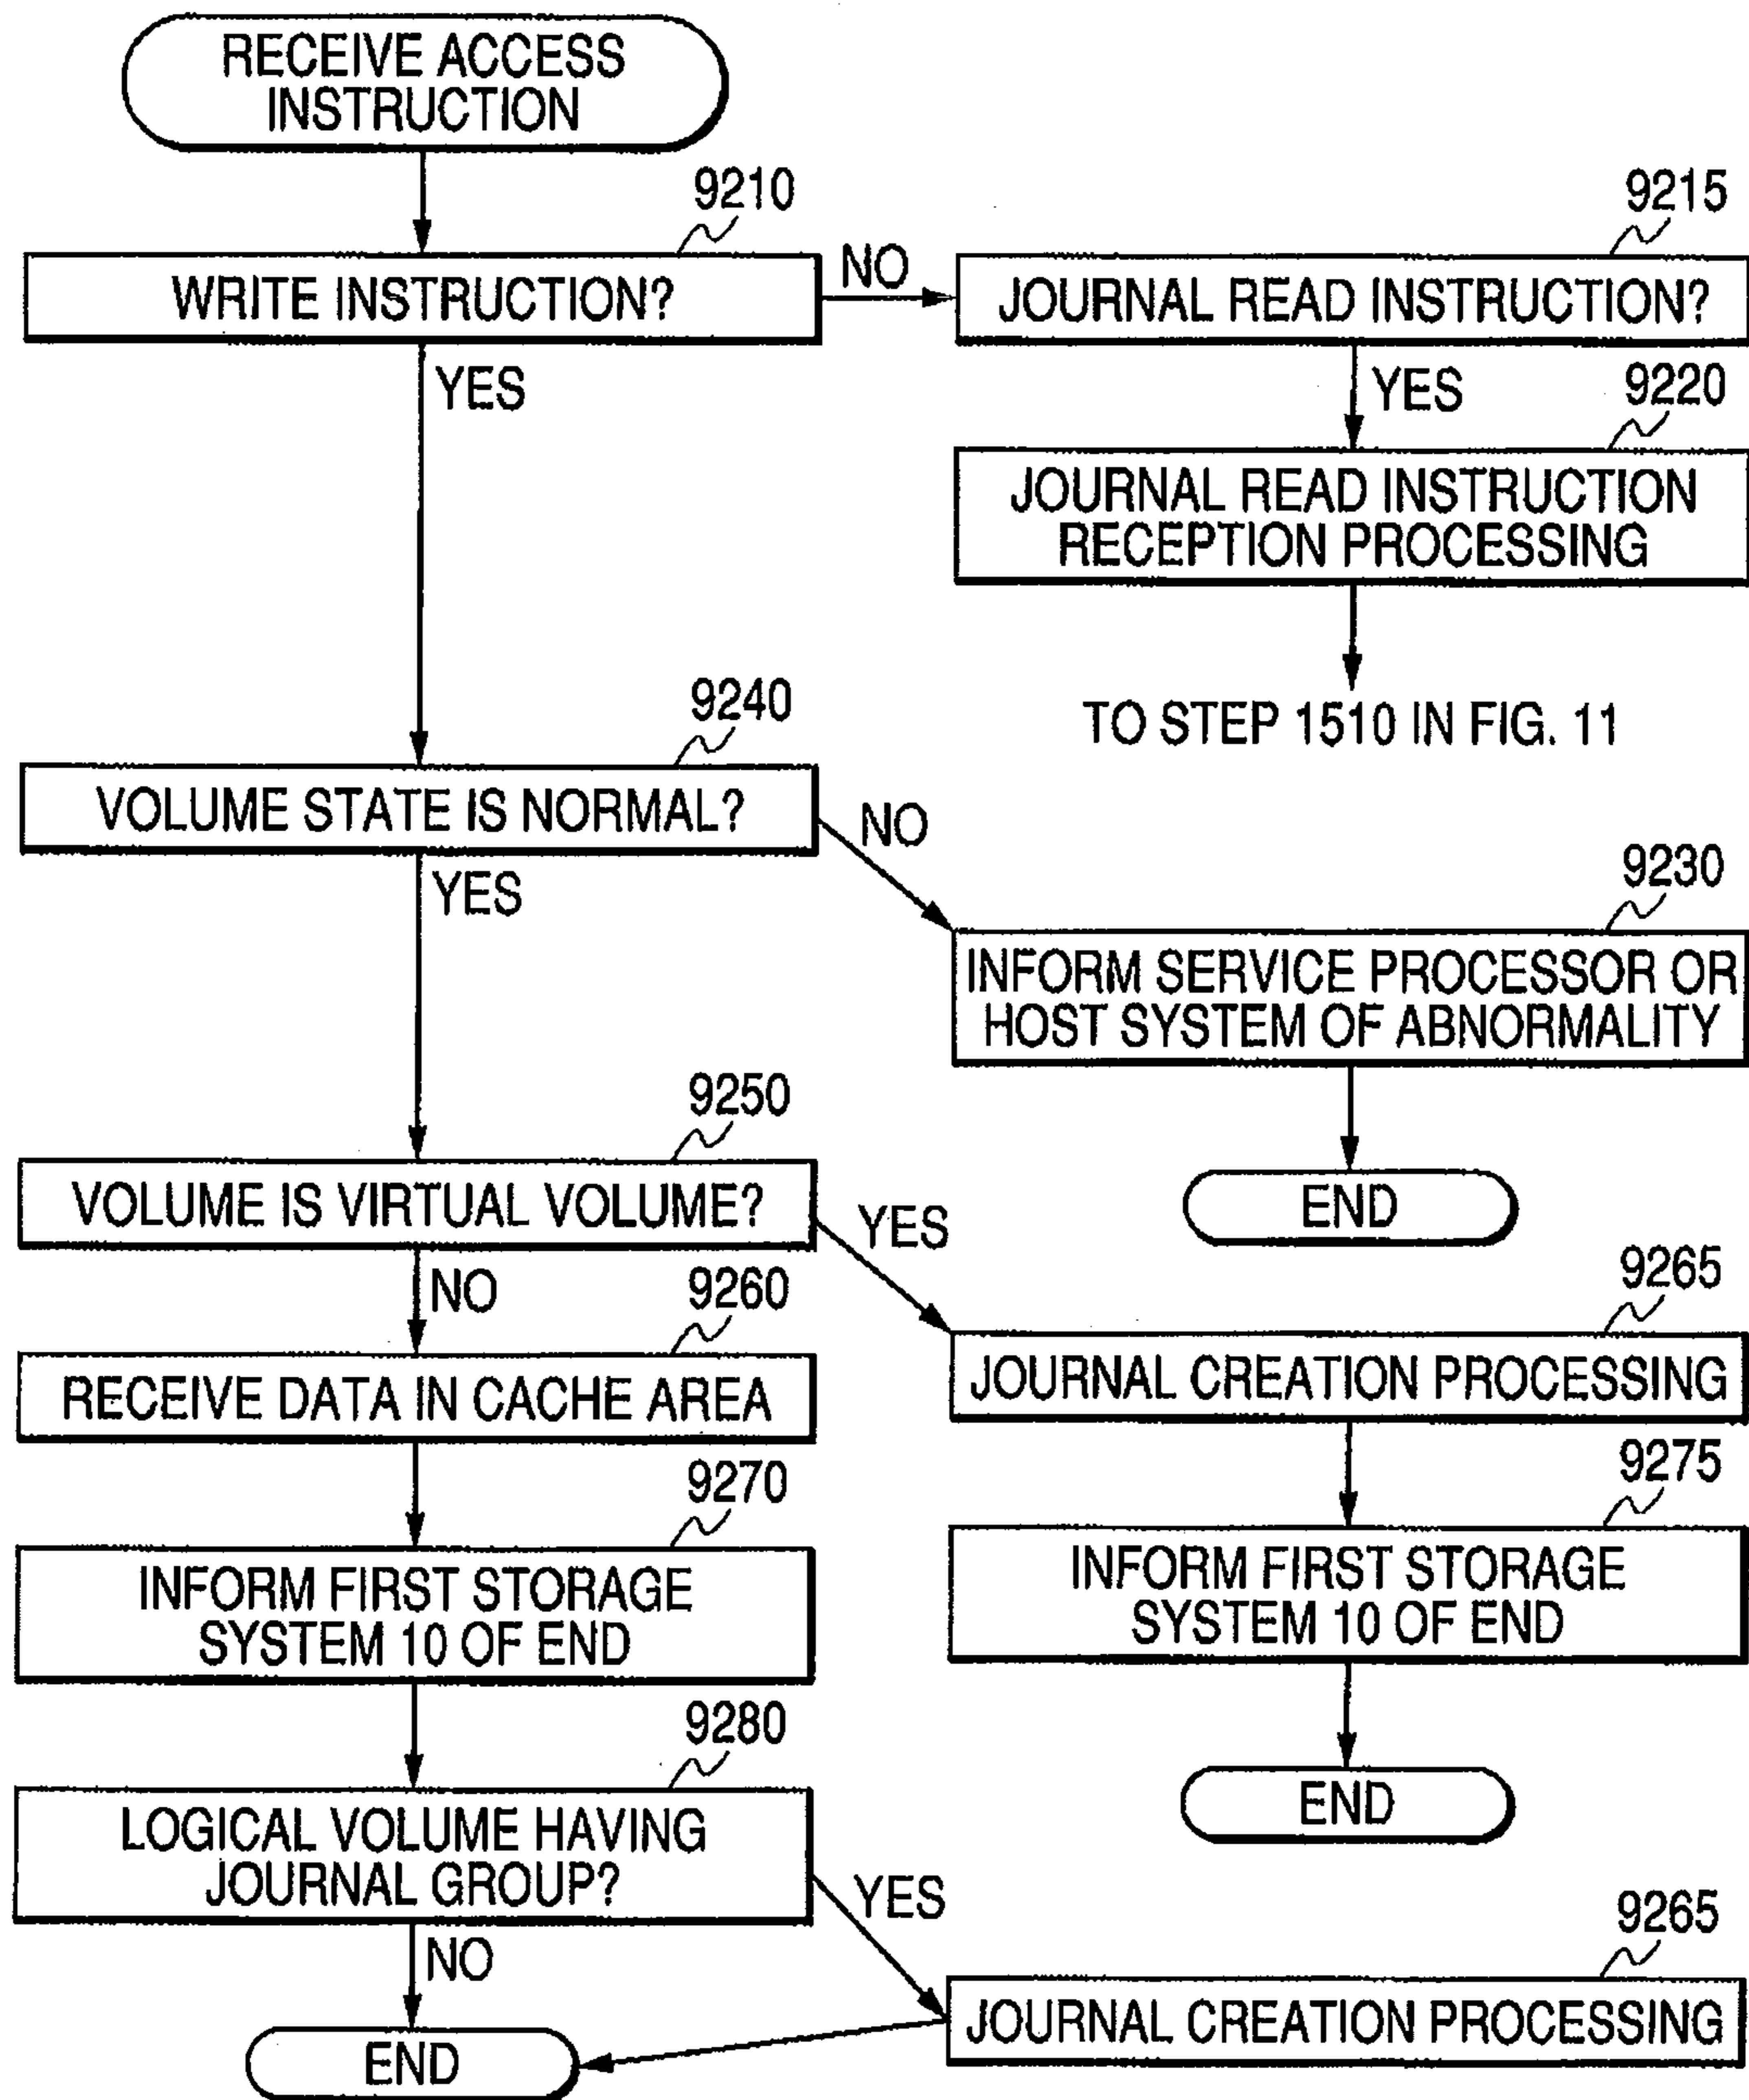 RECEIVE ACCESS
INSTRUCTION
9210
9215
WRITE INSTRUCTION?
NO
JOURNAL READ INSTRUCTION?
YES
YES
9220
JOURNAL READ INSTRUCTION
RECEPTION PROCESSING
TO STEP 1510 IN FIG. 11
9240
VOLUME STATE IS NORMAL?
NO
YES
9230
INFORM SERVICE PROCESSOR OR
HOST SYSTEM OF ABNORMALITY
END
9250
VOLUME IS VIRTUAL VOLUME?
YES
NO
9260
9265
RECEIVE DATA IN CACHE AREA
JOURNAL CREATION PROCESSING
9270
9275
INFORM FIRST STORAGE
SYSTEM 10 OF END
INFORM FIRST STORAGE
SYSTEM 10 OF END
END
9280
LOGICAL VOLUME HAVING
JOURNAL GROUP?
YES
NO
9265
JOURNAL CREATION PROCESSING
END